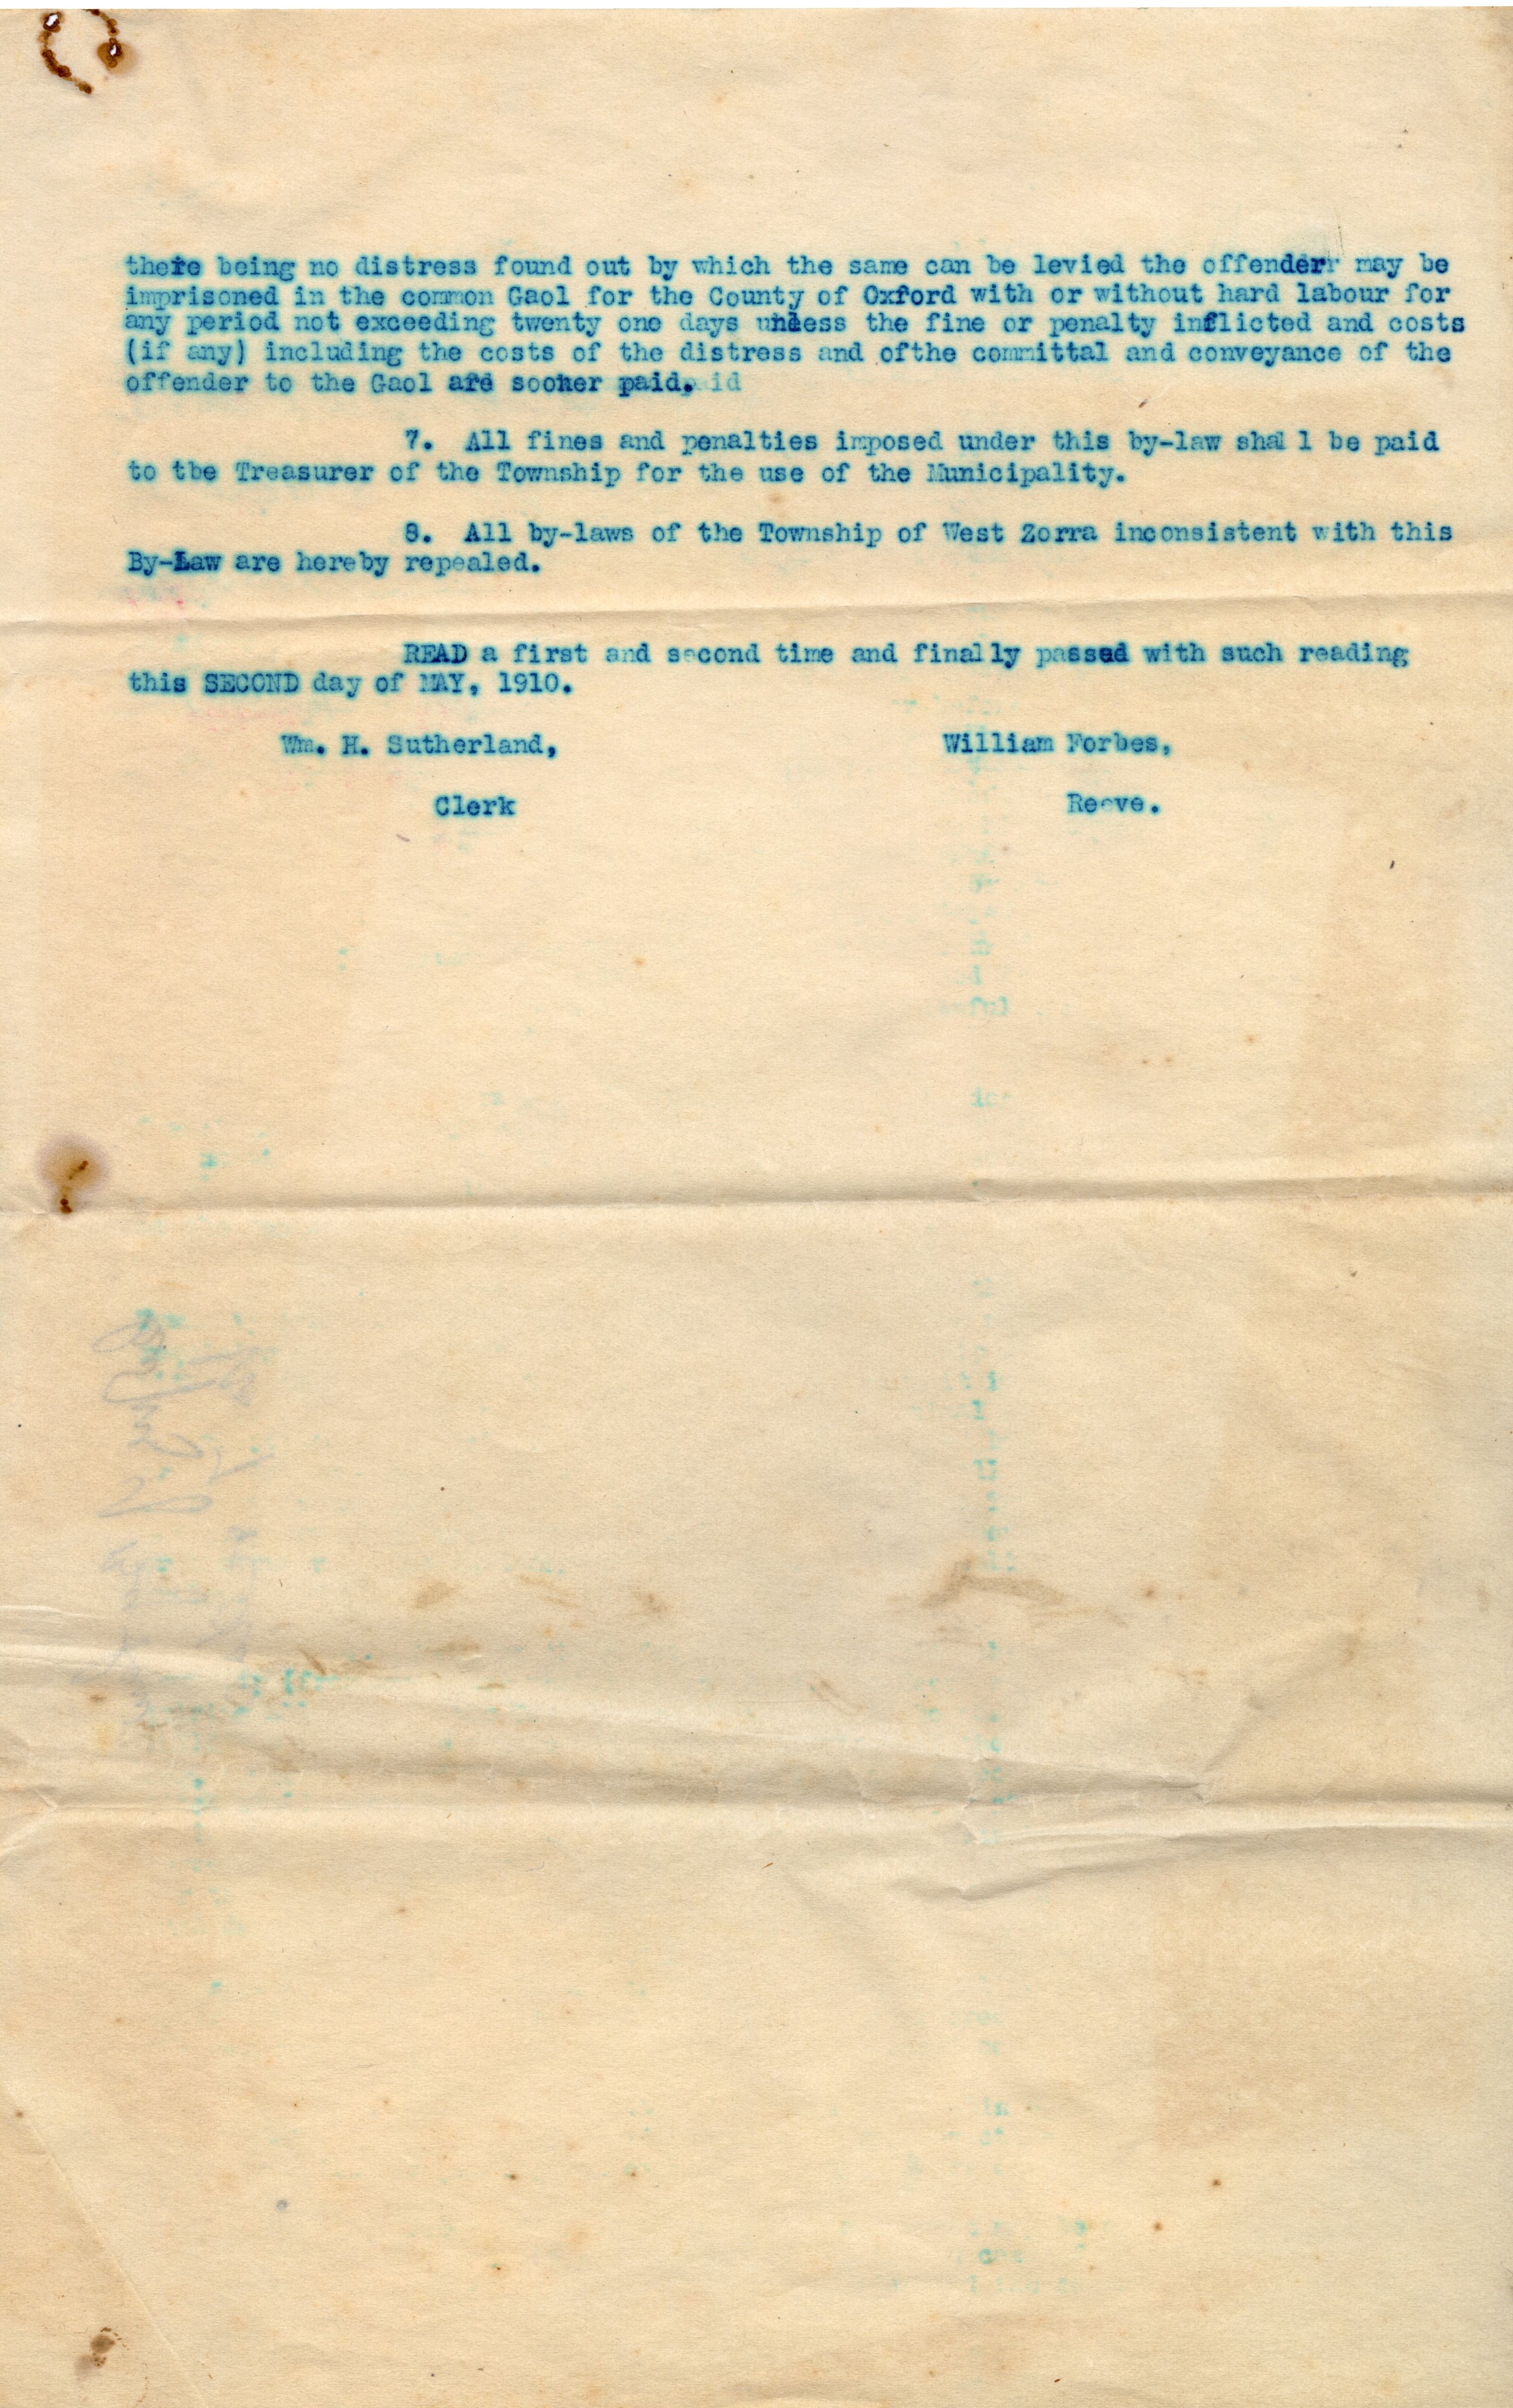 there being no distress found out by which the same can be levied the offender may be
imprisoned in the common Gaol for the County of Oxford with or without hard labour for
any period not exceeding twenty one days unless the fine or penalty inflicted and costs
(if any) including the costs of the distress and ofthe committal and conveyance of the
offender to the Gaol are sooner paid.
7. All fines and penalties imposed under this by-law shall be paid
to tbe Treasurer of the Township for the use of the Municipality.
8. All by-laws of the Township of West Zorra inconsistent with this
By-Law are hereby repealed.
READ a first and second time and finally passed with such reading
this SECOND day of MAY, 1910.
Wm. H. Sutherland, William Forbes,
Clerk Reeve.